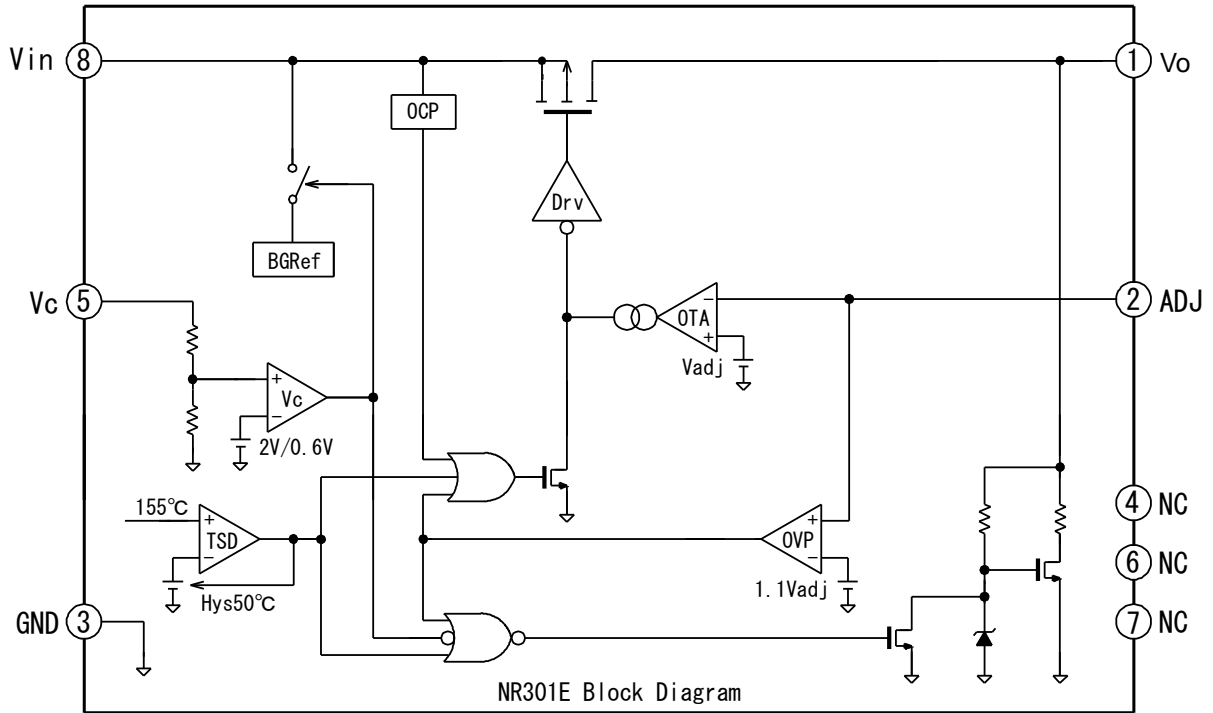 Vin 8
1 Vo
OCP
Drv
BGRef
Vc 5
2 ADJ
− OTA +
Vadj
+ Vc −
2V/0.6V
155℃
+ TSD −
Hys50℃
+ OVP −
1.1Vadj
4 NC
6 NC
7 NC
GND 3
NR301E Block Diagram